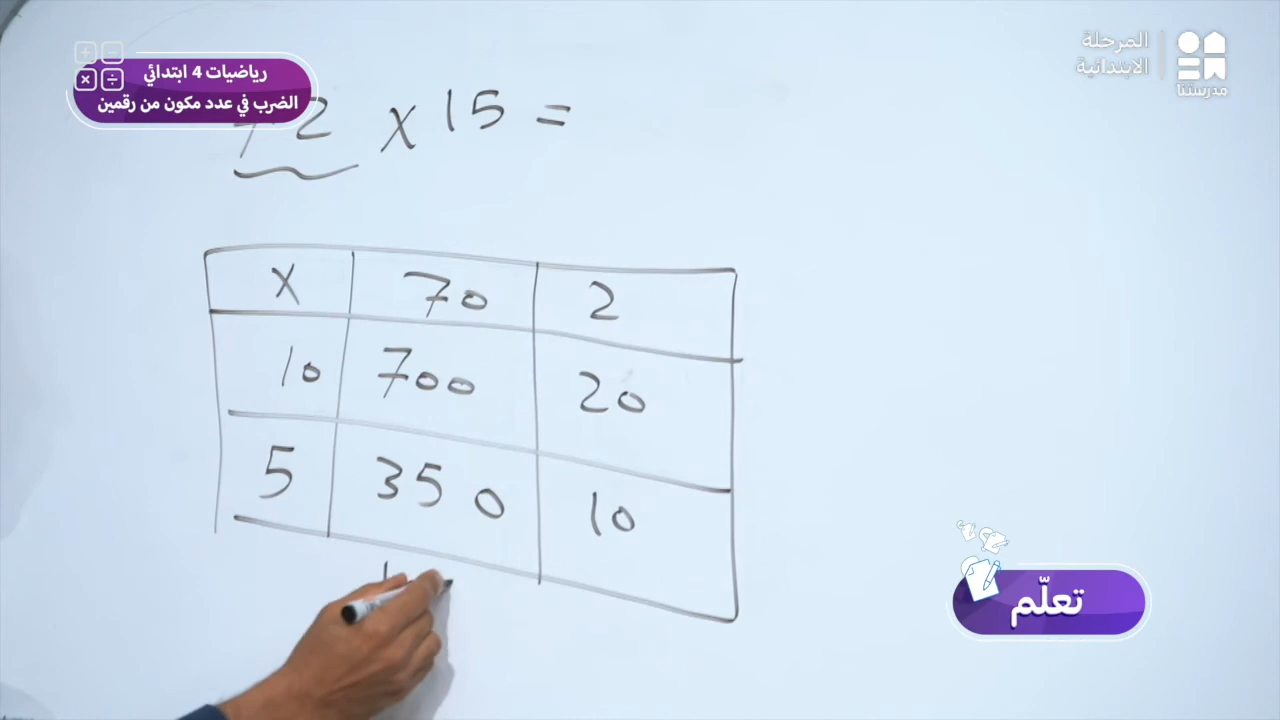 رياضيات 4 ابتدائي
الضرب في عدد مكون من رقمين
المرحلة
الابتدائية
مدرستنا
72 x 15 =
x 70 2
10 700 20
5 350 10
تعلّم